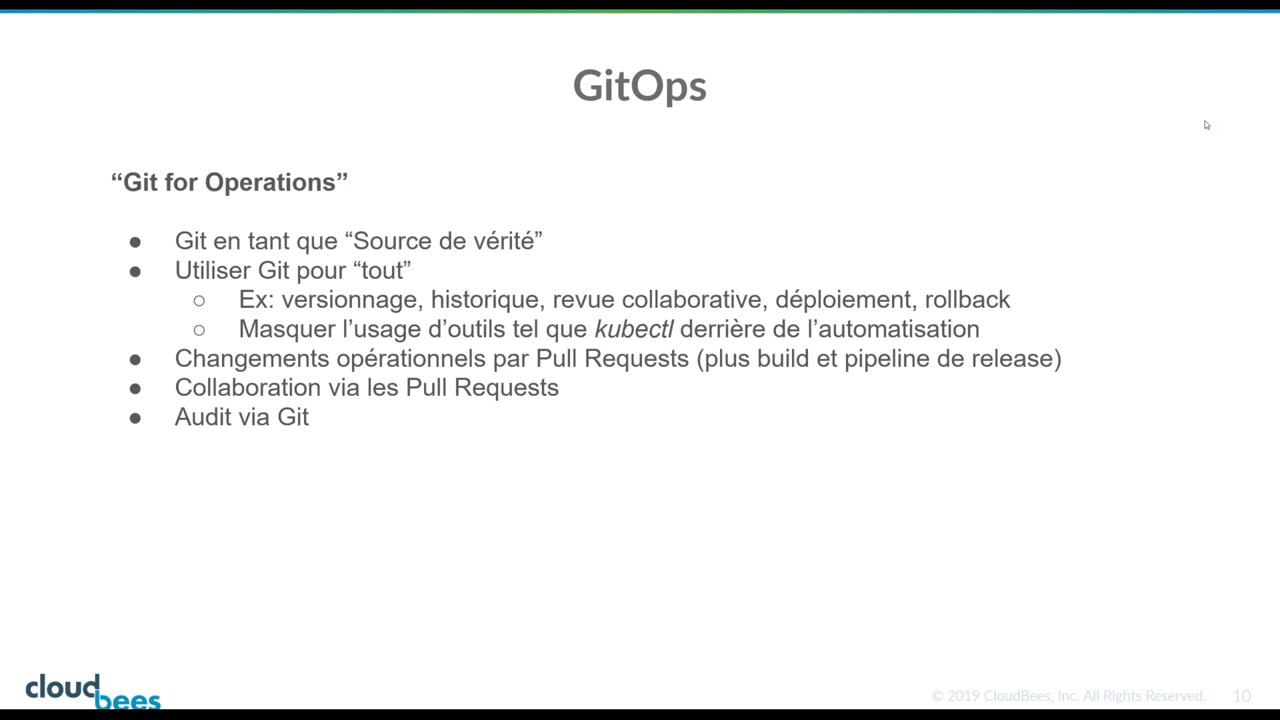 GitOps
“Git for Operations”
● Git en tant que “Source de vérité”
● Utiliser Git pour “tout”
○ Ex: versionnage, historique, revue collaborative, déploiement, rollback
○ Masquer l’usage d’outils tel que kubectl derrière de l’automatisation
● Changements opérationnels par Pull Requests (plus build et pipeline de release)
● Collaboration via les Pull Requests
● Audit via Git
cloudbees
© 2019 CloudBees, Inc. All Rights Reserved. 10